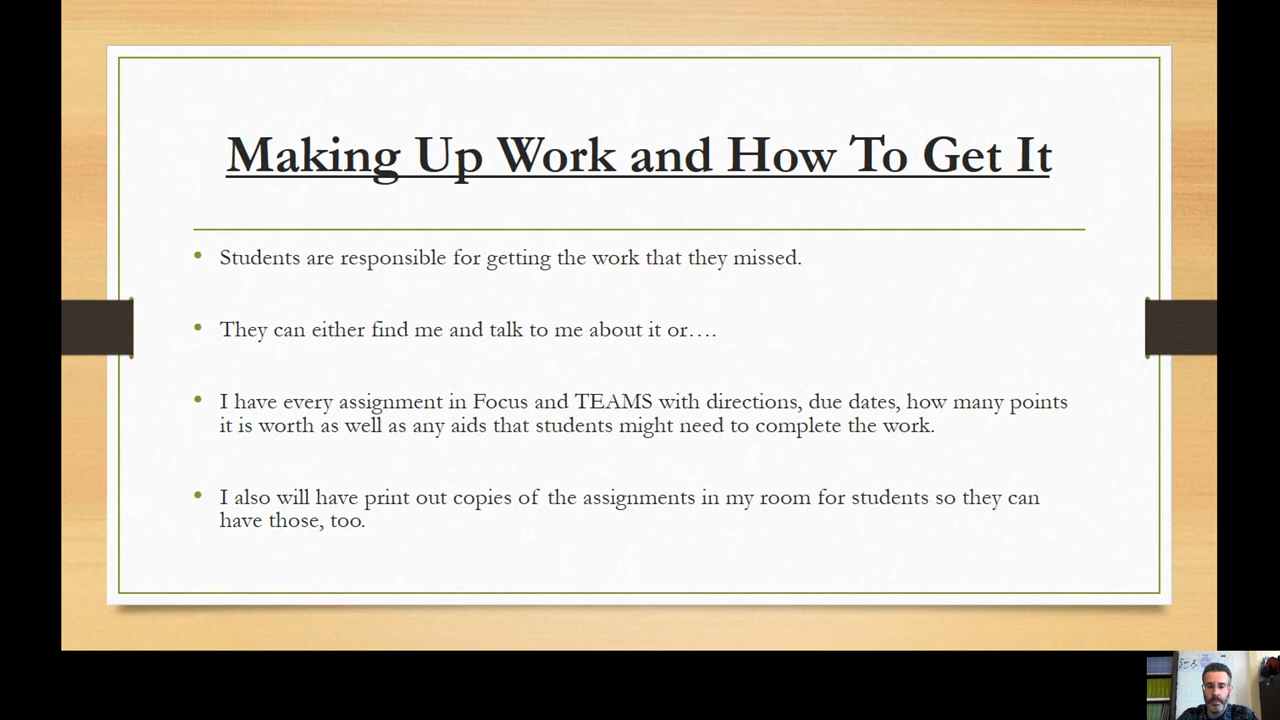 Making Up Work and How To Get It
• Students are responsible for getting the work that they missed.
• They can either find me and talk to me about it or….
• I have every assignment in Focus and TEAMS with directions, due dates, how many points
it is worth as well as any aids that students might need to complete the work.
• I also will have print out copies of the assignments in my room for students so they can
have those, too.